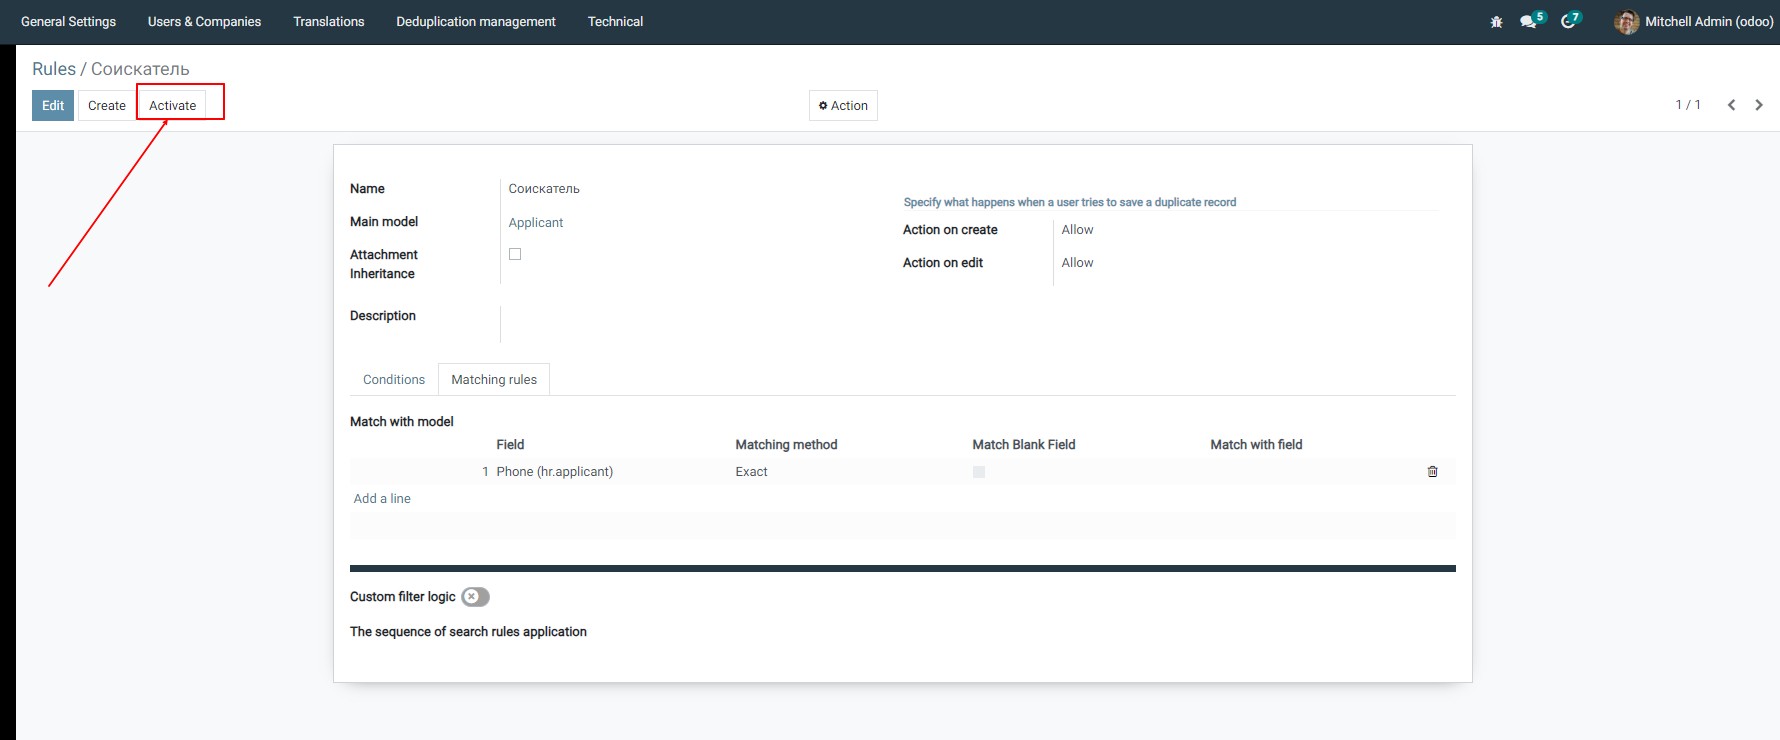 General Settings Users & Companies Translations Deduplication management Technical 5 7 Mitchell Admin (odoo)
Rules / Соискатель
Edit Create Activate Action 1 / 1
Name Соискатель
Specify what happens when a user tries to save a duplicate record
Main model Applicant
Action on create Allow
Attachment Inheritance
Action on edit Allow
Description
Conditions Matching rules
Match with model
Field Matching method Match Blank Field Match with field
1 Phone (hr.applicant) Exact
Add a line
Custom filter logic
The sequence of search rules application